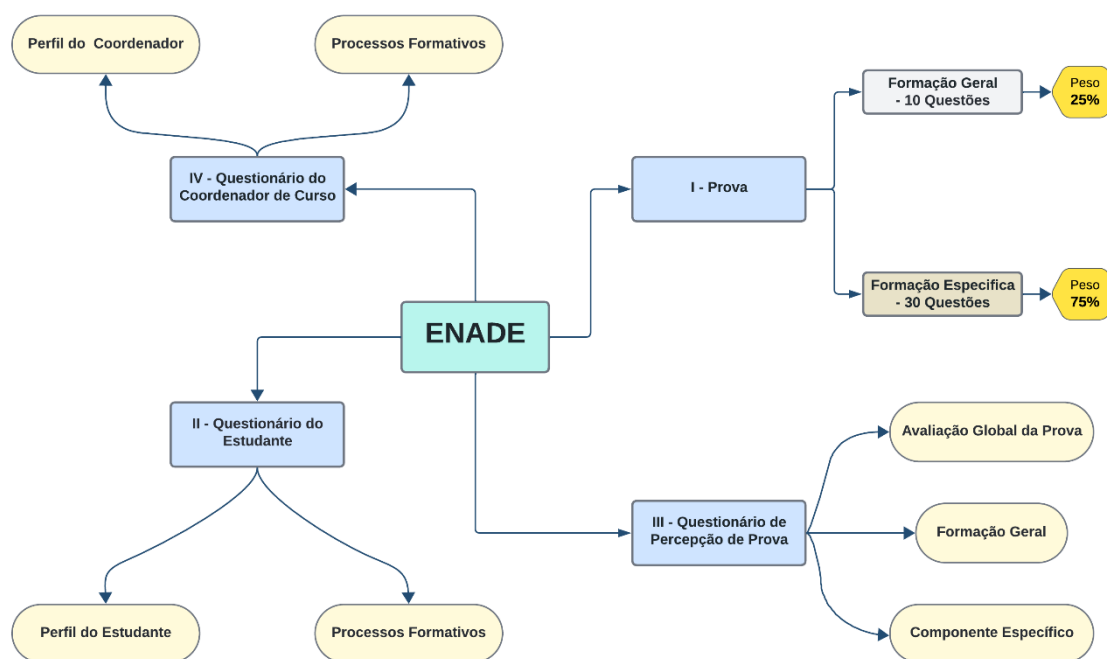 Perfil do  Coordenador
Processos Formativos
Formação Geral
- 10 Questões
Peso
25%
IV - Questionário do
Coordenador de Curso
I - Prova
Formação Especifica
- 30 Questões
Peso
75%
ENADE
II - Questionário do
Estudante
Avaliação Global da Prova
III - Questionário de
Percepção de Prova
Formação Geral
Perfil do Estudante
Processos Formativos
Componente Específico